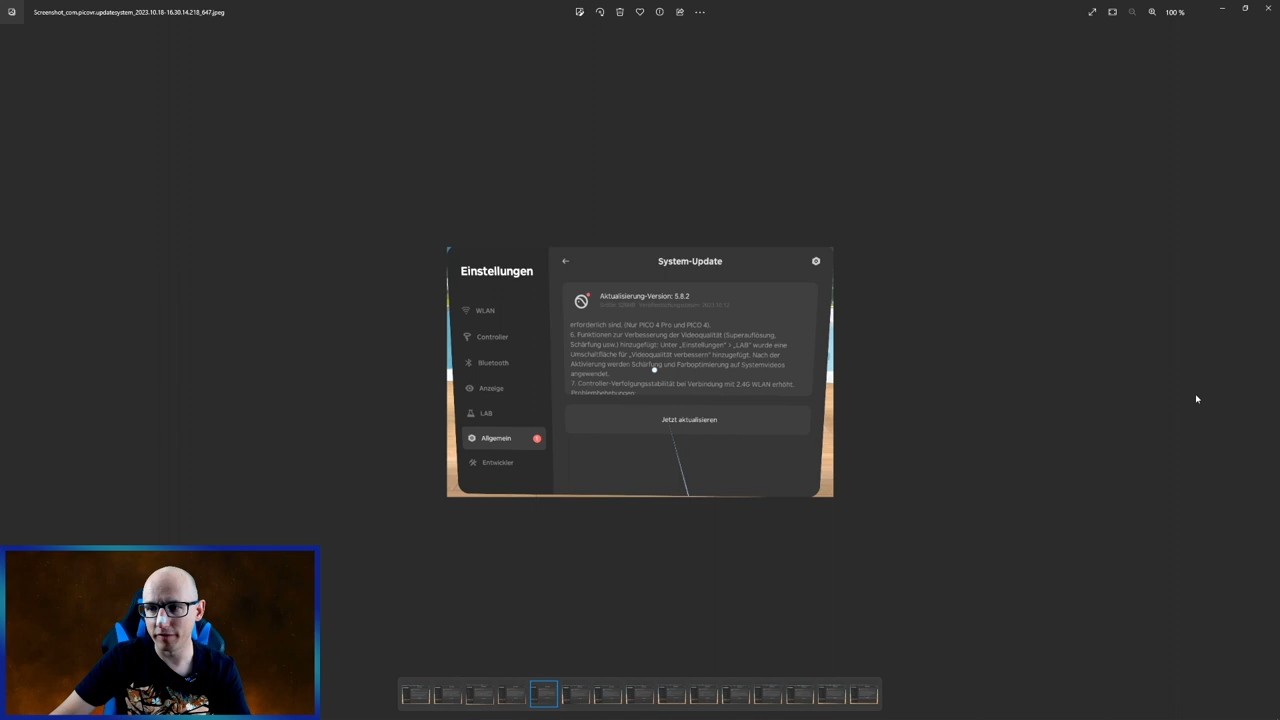 Screenshot_com.picovr.updatesystem_2023.10.18-16.30.14.218_647.jpeg
100 %
Einstellungen
System-Update
WLAN
Controller
Bluetooth
Anzeige
LAB
Allgemein
Entwickler
Aktualisierung-Version: 5.8.2
erforderlich sind. (Nur PICO 4 Pro und PICO 4).
6. Funktionen zur Verbesserung der Videoqualität (Superauflösung,
Schärfung usw.) hinzugefügt: Unter „Einstellungen" > „LAB" wurde eine
Umschaltfläche für „Videoqualität verbessern" hinzugefügt. Nach der
Aktivierung werden Schärfung und Farboptimierung auf Systemvideos
angewendet.
7. Controller-Verfolgungsstabilität bei Verbindung mit 2.4G WLAN erhöht.
Problembehebungen:
Jetzt aktualisieren